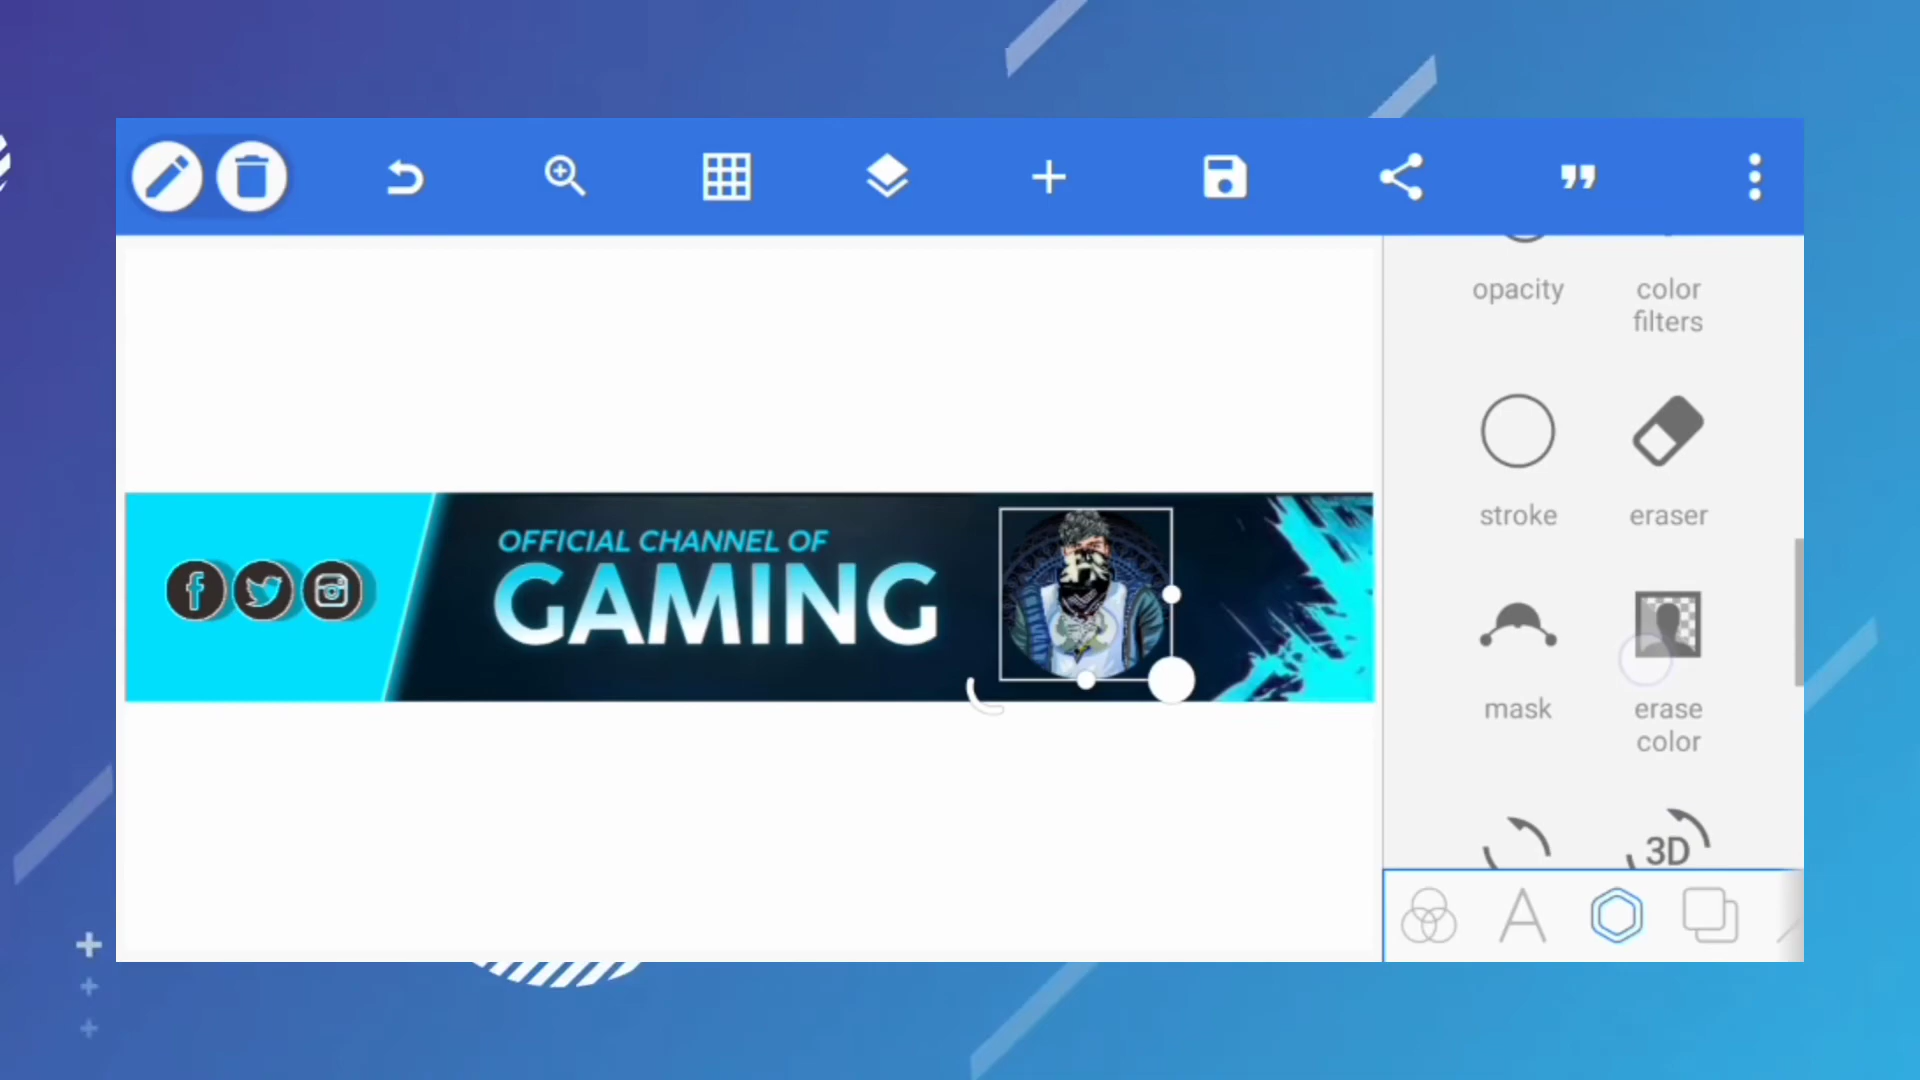 opacity
color
filters
stroke
eraser
OFFICIAL CHANNEL OF
GAMING
mask
erase
color
3D